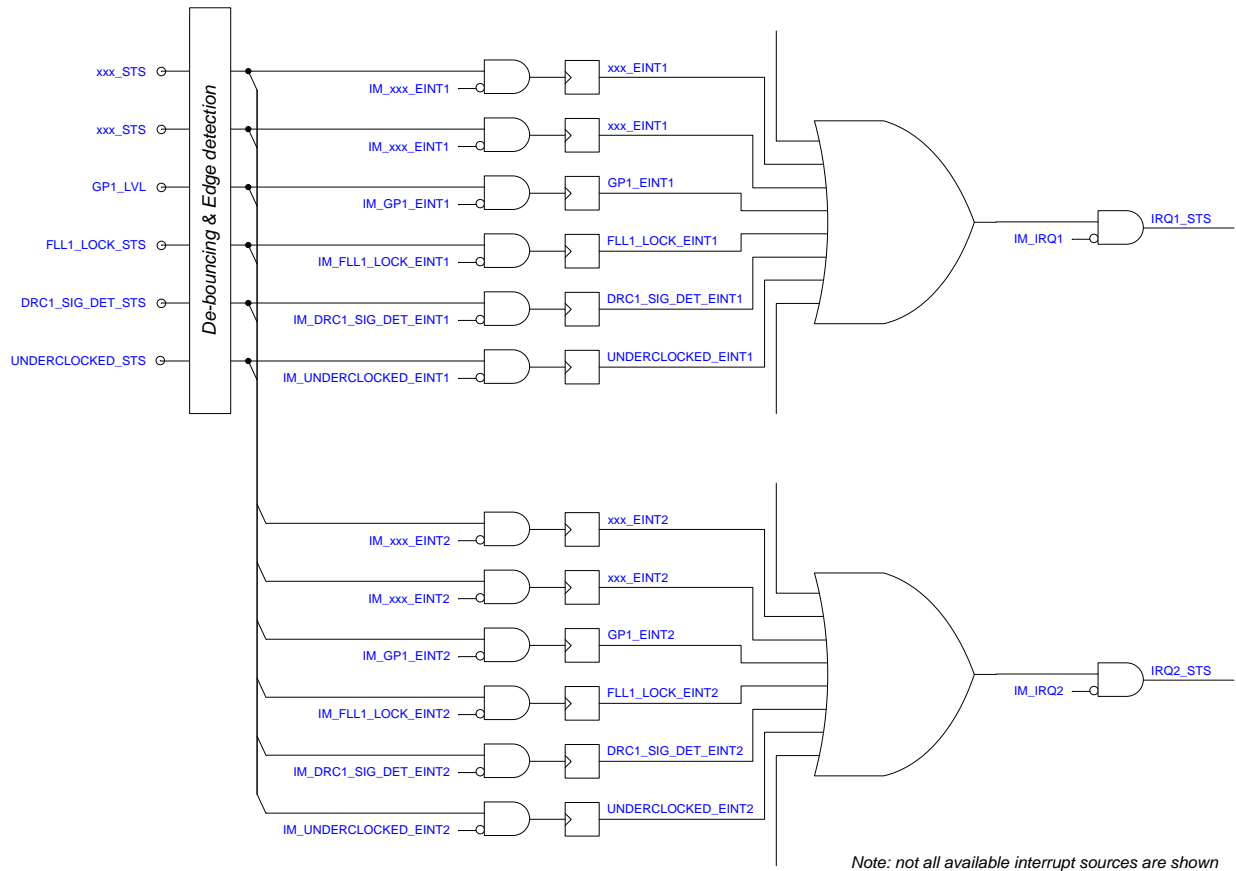 De-bouncing & Edge detection
xxx_STS
xxx_STS
GP1_LVL
FLL1_LOCK_STS
DRC1_SIG_DET_STS
UNDERCLOCKED_STS
IM_xxx_EINT1
xxx_EINT1
IM_xxx_EINT1
xxx_EINT1
IM_GP1_EINT1
GP1_EINT1
IM_FLL1_LOCK_EINT1
FLL1_LOCK_EINT1
IM_DRC1_SIG_DET_EINT1
DRC1_SIG_DET_EINT1
IM_UNDERCLOCKED_EINT1
UNDERCLOCKED_EINT1
IM_IRQ1
IRQ1_STS
IM_xxx_EINT2
xxx_EINT2
IM_xxx_EINT2
xxx_EINT2
IM_GP1_EINT2
GP1_EINT2
IM_FLL1_LOCK_EINT2
FLL1_LOCK_EINT2
IM_DRC1_SIG_DET_EINT2
DRC1_SIG_DET_EINT2
IM_UNDERCLOCKED_EINT2
UNDERCLOCKED_EINT2
IM_IRQ2
IRQ2_STS
Note: not all available interrupt sources are shown